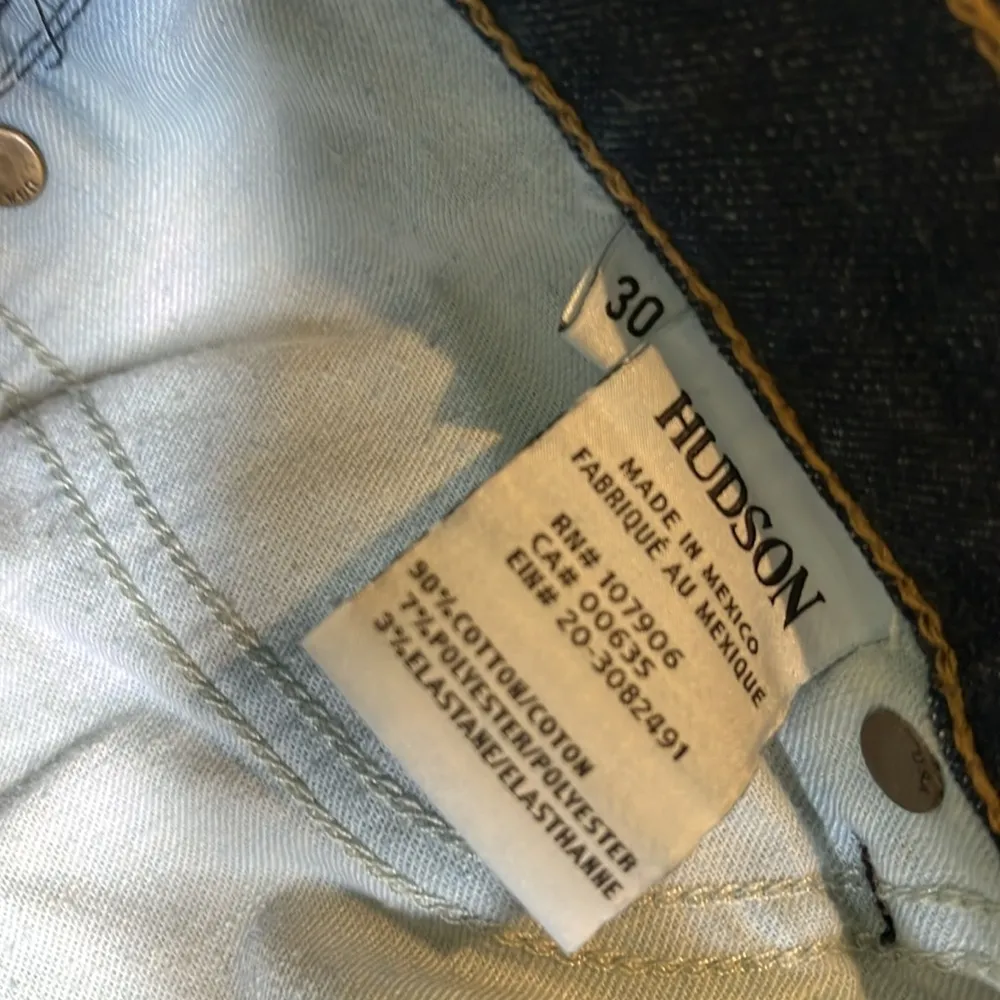 30
HUDSON
MADE IN MEXICO
FABRIQUÉ AU MEXIQUE
RN# 107906
CA# 00635
EIN# 20-3082491
90% COTTON/COTON
7% POLYESTER/POLYESTER
3% ELASTANE/ELASTHANNE